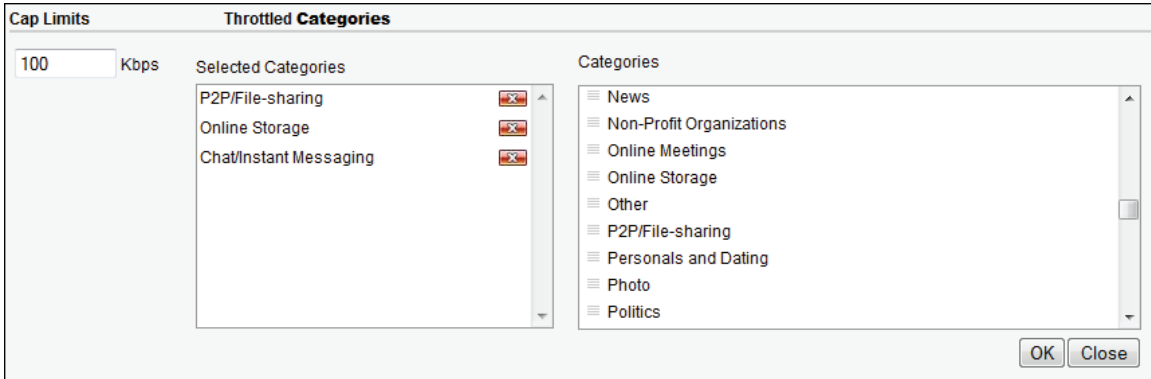 Cap Limits
Throttled Categories
100 Kbps
Selected Categories
P2P/File-sharing
Online Storage
Chat/Instant Messaging
Categories
News
Non-Profit Organizations
Online Meetings
Online Storage
Other
P2P/File-sharing
Personals and Dating
Photo
Politics
OK
Close